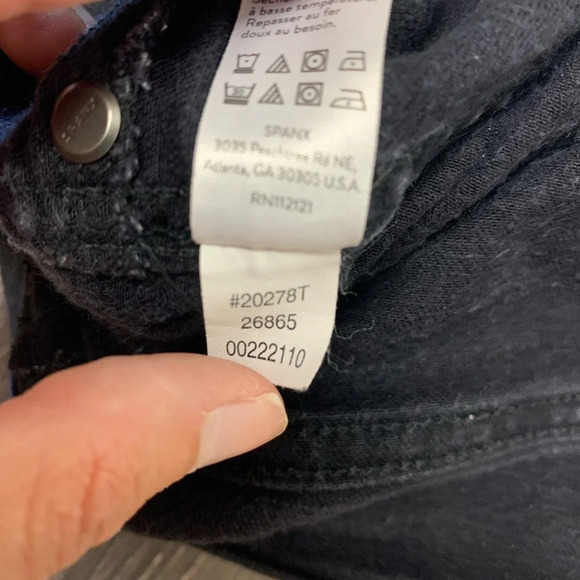 à basse température.
Repasser au fer
doux au besoin.
30
SPANX
3035 Peachtree Rd NE,
Atlanta, GA 30305 U.S.A.
RN112121
#20278T
26865
00222110